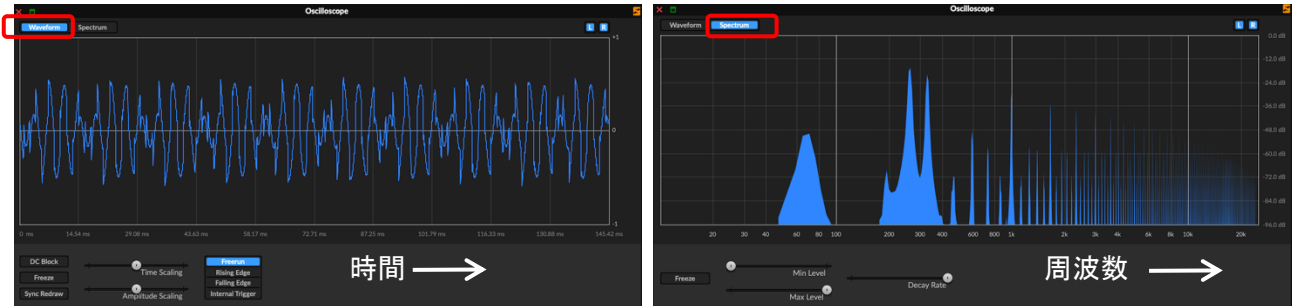 Oscilloscope
Waveform Spectrum L R
+1
0
-1
0 ms 14.54 ms 29.08 ms 43.63 ms 58.17 ms 72.71 ms 87.25 ms 101.79 ms 116.33 ms 130.88 ms 145.42 ms
DC Block
Freeze
Sync Redraw
Time Scaling
Amplitude Scaling
Freerun
Rising Edge
Falling Edge
Internal Trigger
時間
Oscilloscope
Waveform Spectrum L R
0.0 dB
-12.0 dB
-24.0 dB
-36.0 dB
-48.0 dB
-60.0 dB
-72.0 dB
-84.0 dB
-96.0 dB
20 30 40 60 80 100 200 300 400 600 800 1k 2k 3k 4k 6k 8k 10k 20k
Freeze
Min Level
Max Level
Decay Rate
周波数